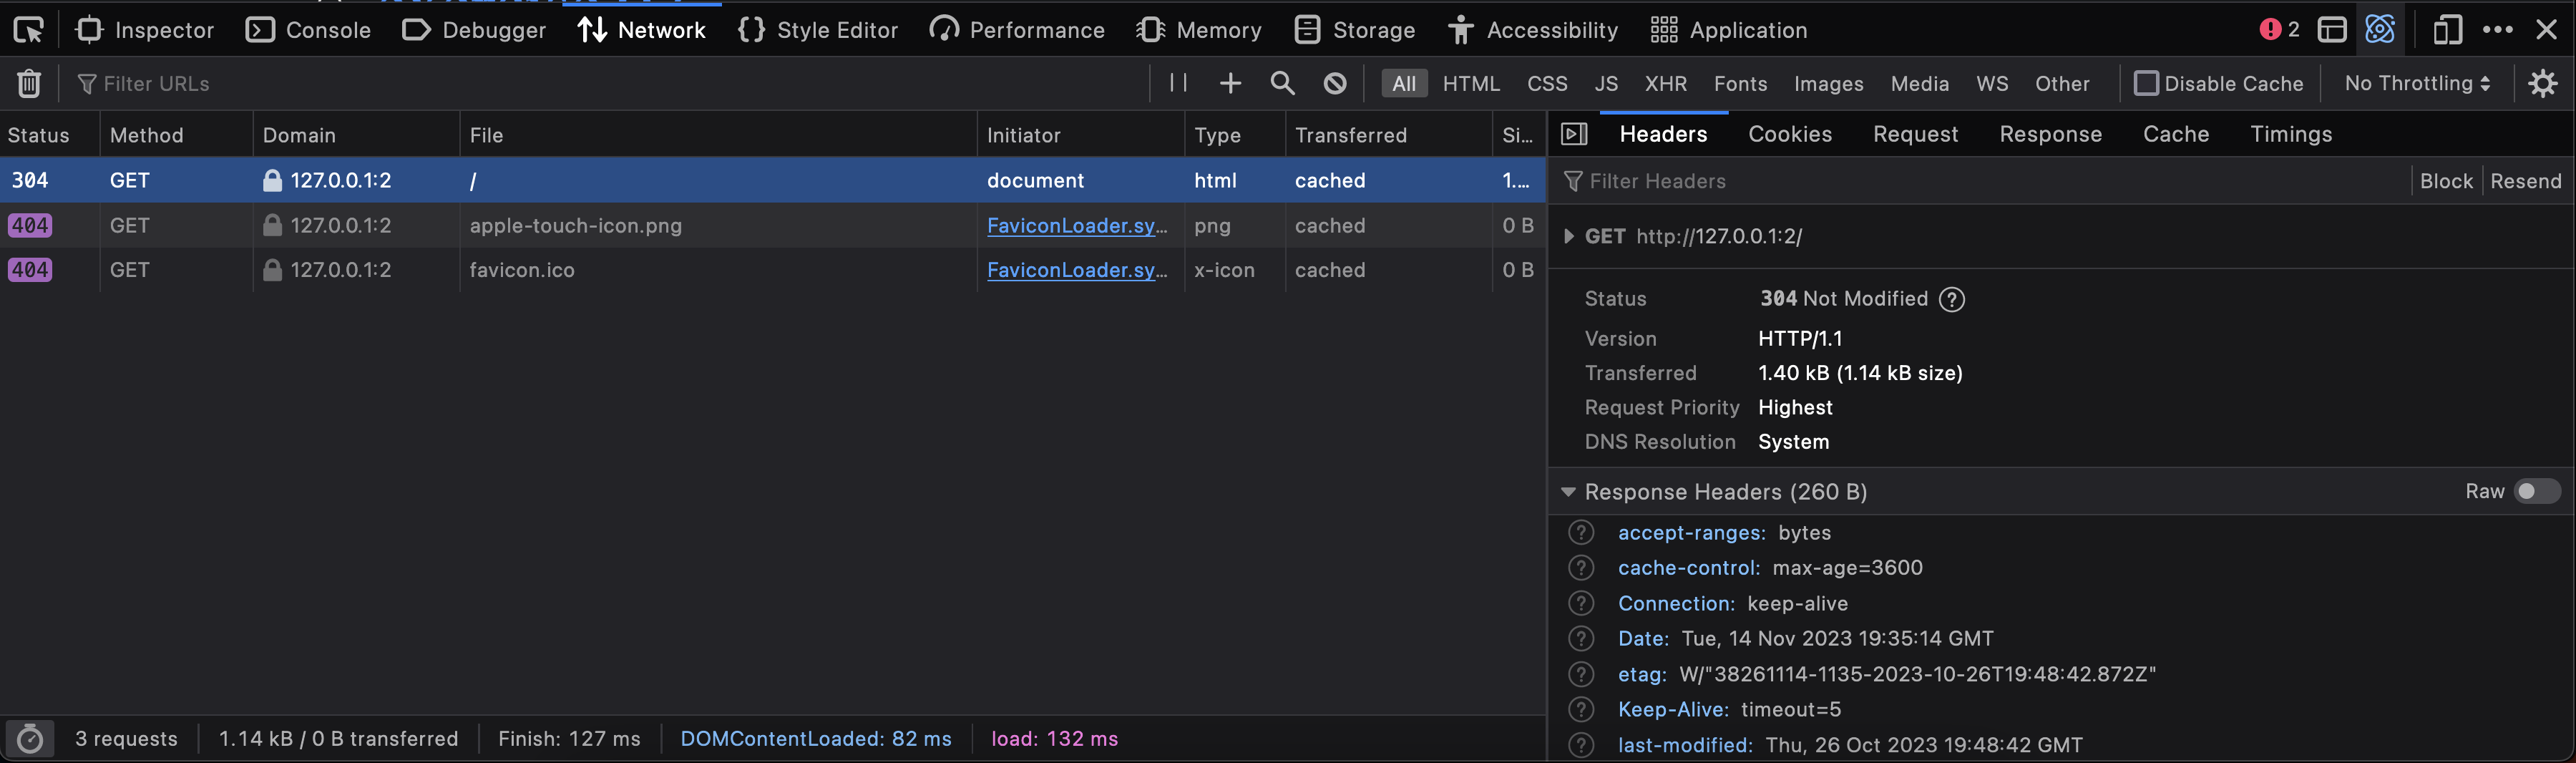 Inspector Console Debugger Network Style Editor Performance Memory Storage Accessibility Application 2
Filter URLs All HTML CSS JS XHR Fonts Images Media WS Other Disable Cache No Throttling
Status Method Domain File Initiator Type Transferred Si...
304 GET 127.0.0.1:2 / document html cached 1....
404 GET 127.0.0.1:2 apple-touch-icon.png FaviconLoader.sy... png cached 0 B
404 GET 127.0.0.1:2 favicon.ico FaviconLoader.sy... x-icon cached 0 B
3 requests 1.14 kB / 0 B transferred Finish: 127 ms DOMContentLoaded: 82 ms load: 132 ms
Headers Cookies Request Response Cache Timings
Filter Headers Block Resend
GET http://127.0.0.1:2/
Status 304 Not Modified ?
Version HTTP/1.1
Transferred 1.40 kB (1.14 kB size)
Request Priority Highest
DNS Resolution System
Response Headers (260 B) Raw
? accept-ranges: bytes
? cache-control: max-age=3600
? Connection: keep-alive
? Date: Tue, 14 Nov 2023 19:35:14 GMT
? etag: W/"38261114-1135-2023-10-26T19:48:42.872Z"
? Keep-Alive: timeout=5
? last-modified: Thu, 26 Oct 2023 19:48:42 GMT